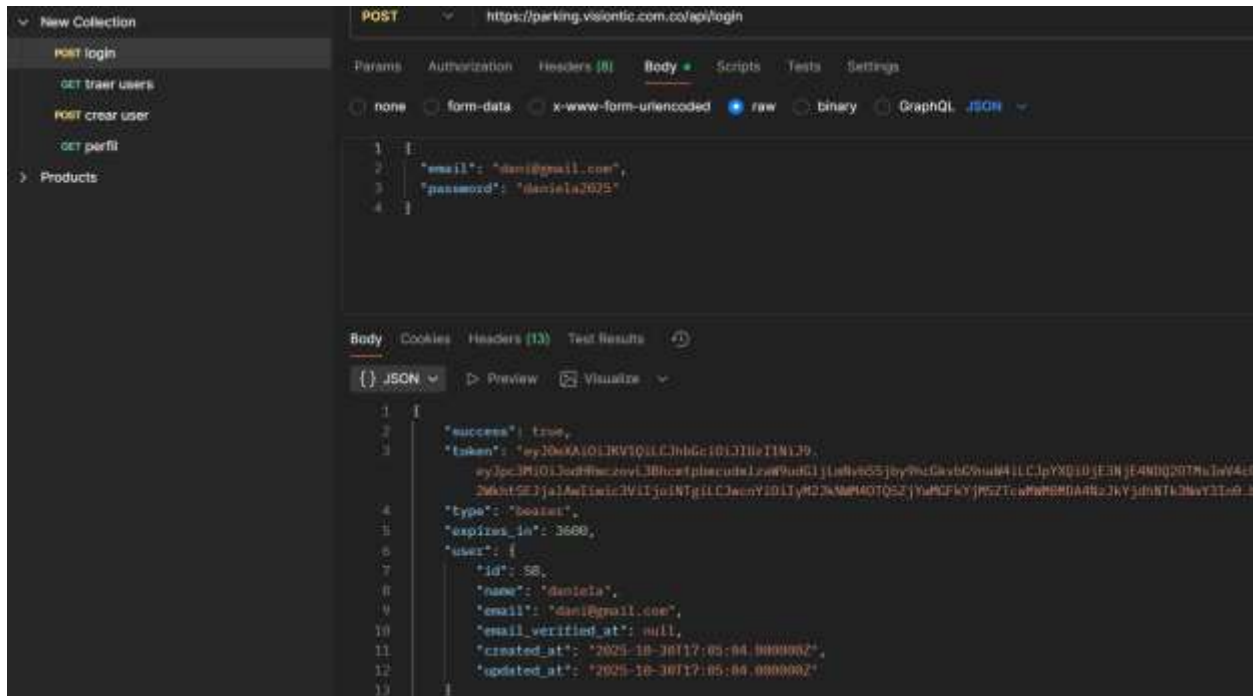 New Collection
POST login
GET traer users
POST crear user
GET perfil
Products
POST https://parking.visiontic.com.co/api/login
Params Authorization Headers (8) Body Scripts Tests Settings
none form-data x-www-form-urlencoded raw binary GraphQL JSON
1 {
2 "email": "dani@gmail.com",
3 "password": "daniela2025"
4 }
Body Cookies Headers (13) Test Results
{} JSON Preview Visualize
1 {
2 "success": true,
3 "token":
4 "type": "bearer",
5 "expires_in": 3600,
6 "user": {
7 "id": 58,
8 "name": "daniela",
9 "email": "dani@gmail.com",
10 "email_verified_at": null,
11 "created_at": "2025-10-30T17:05:04.000000Z",
12 "updated_at": "2025-10-30T17:05:04.000000Z"
13 }